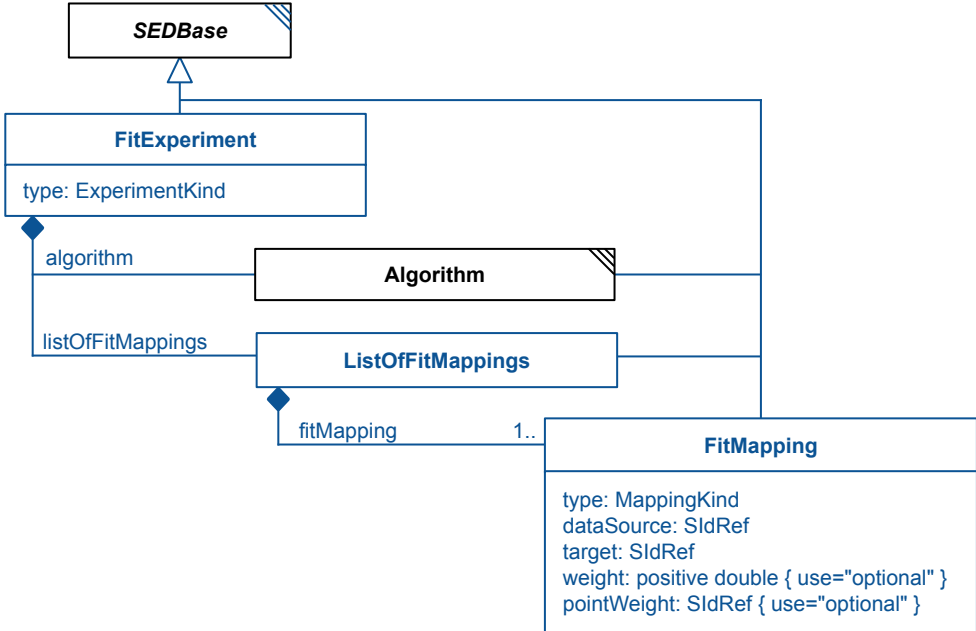 SEDBase
FitExperiment
type: ExperimentKind
algorithm
Algorithm
listOfFitMappings
ListOfFitMappings
fitMapping
1..
FitMapping
type: MappingKind
dataSource: SIdRef
target: SIdRef
weight: positive double { use="optional" }
pointWeight: SIdRef { use="optional" }